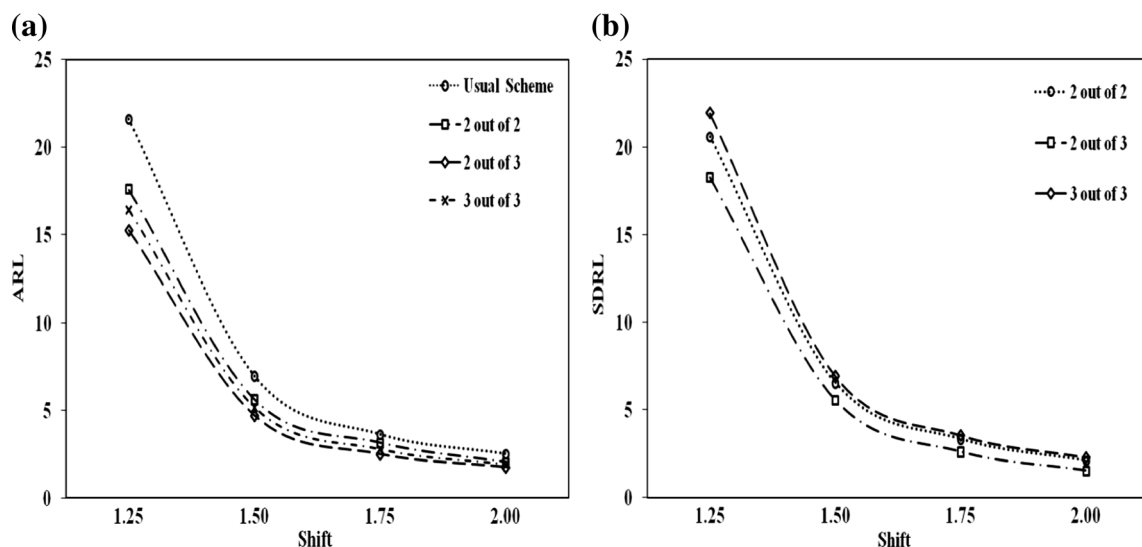 (a)
25
20
15
10
5
0
ARL
1.25 1.50 1.75 2.00
Shift
Usual Scheme
2 out of 2
2 out of 3
3 out of 3
(b)
25
20
15
10
5
0
SDRL
1.25 1.50 1.75 2.00
Shift
2 out of 2
2 out of 3
3 out of 3